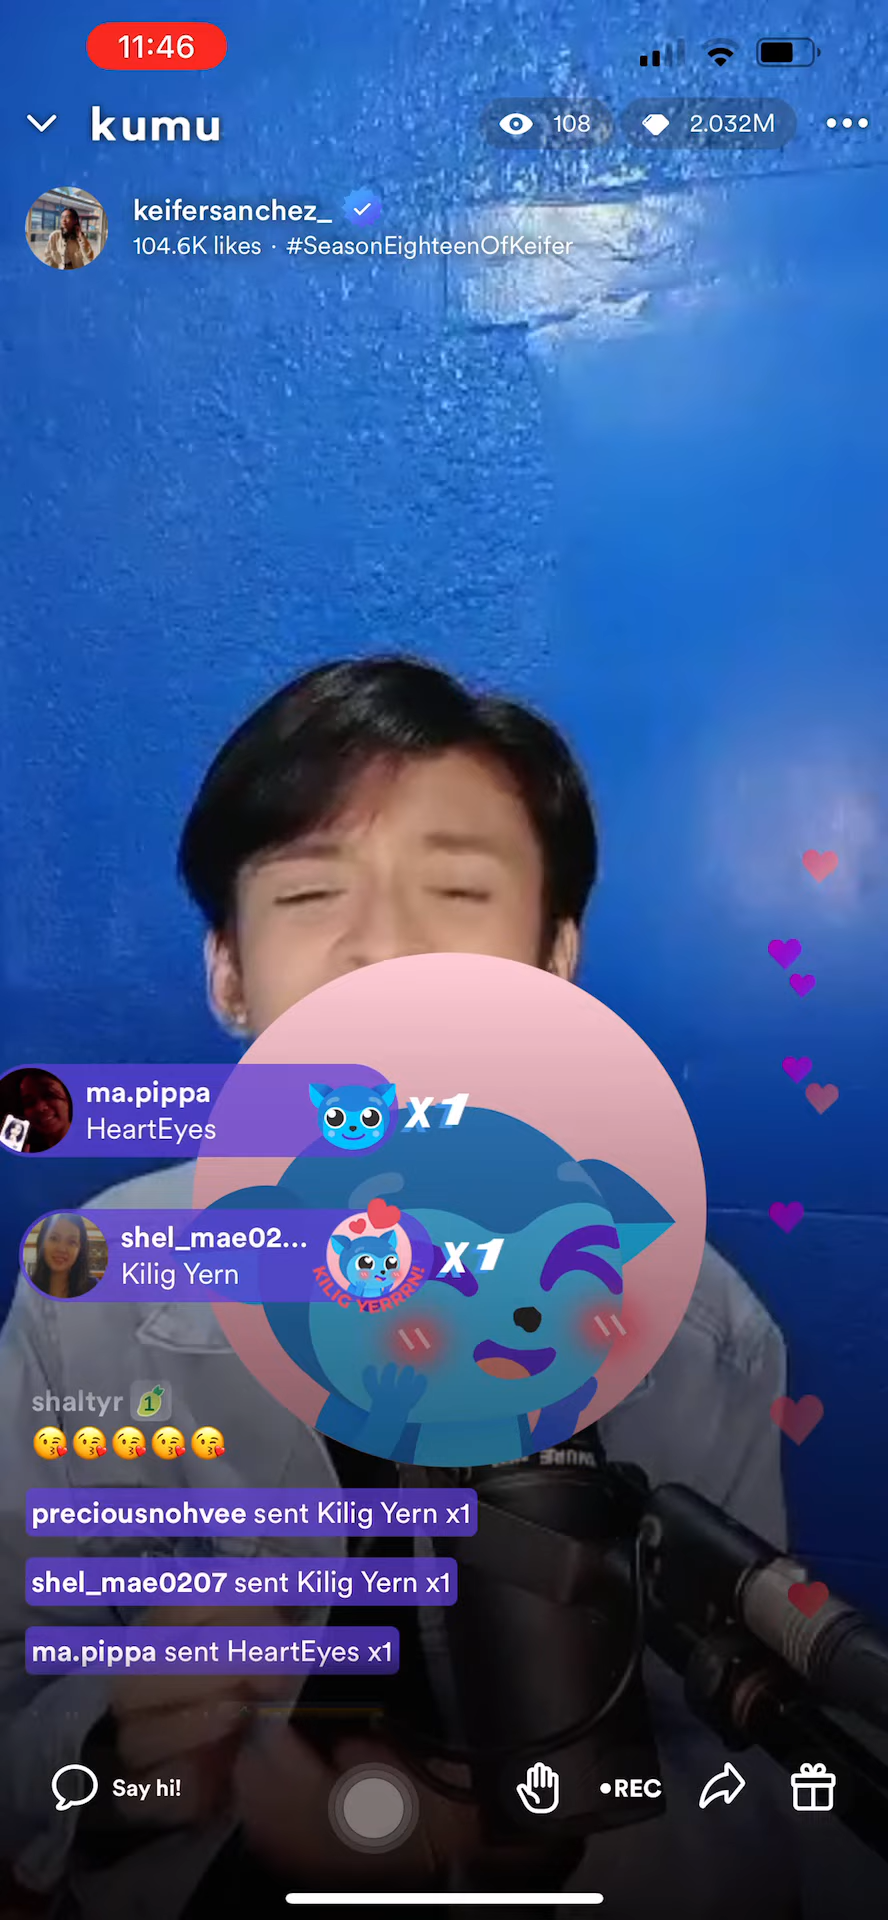 11:46
kumu
108
2.032M
keifersanchez_
104.6K likes · #SeasonEighteenOfKeifer
ma.pippa
HeartEyes
x1
shel_mae02...
Kilig Yern
KILIG YERRRN!
x1
shaltyr 1
😘😘😘😘😘
preciousnohvee sent Kilig Yern x1
shel_mae0207 sent Kilig Yern x1
ma.pippa sent HeartEyes x1
Say hi!
•REC